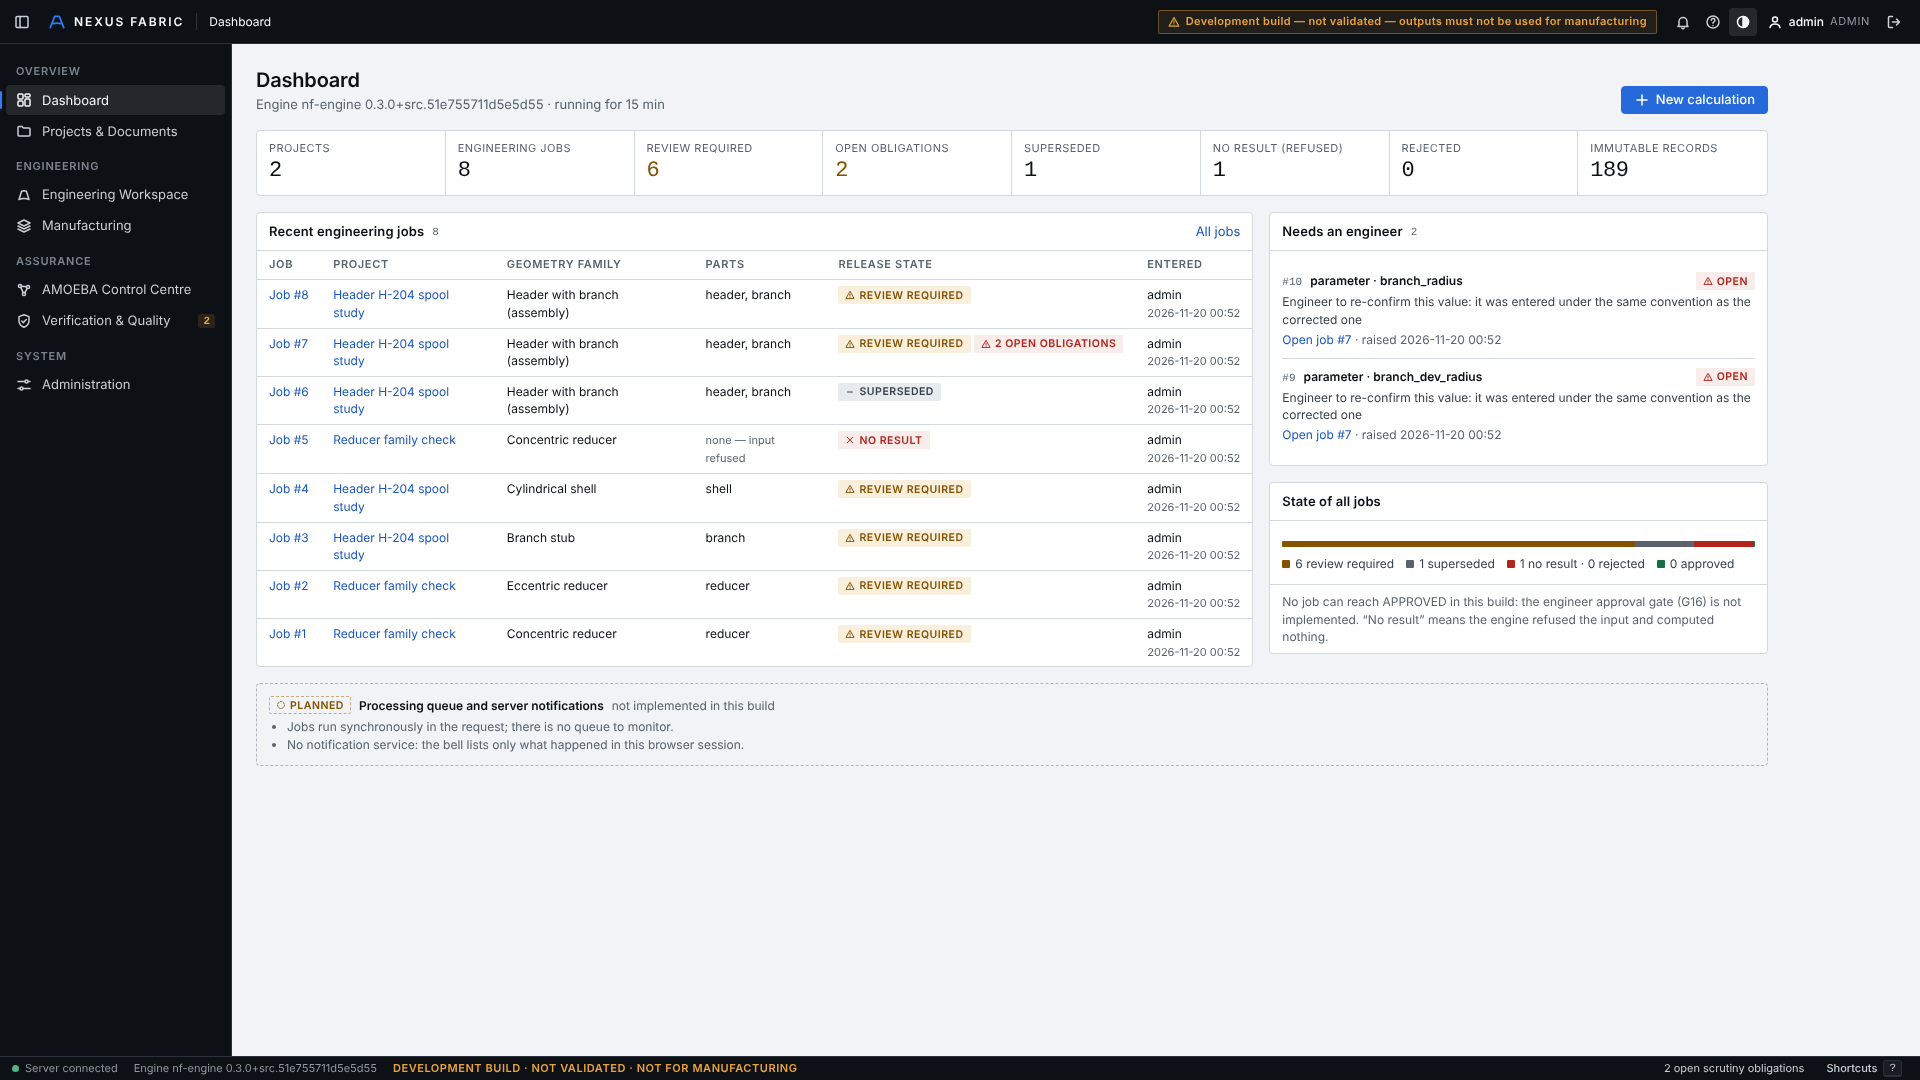 NEXUS FABRIC
Dashboard
Development build — not validated — outputs must not be used for manufacturing
admin ADMIN
OVERVIEW
Dashboard
Projects & Documents
ENGINEERING
Engineering Workspace
Manufacturing
ASSURANCE
AMOEBA Control Centre
Verification & Quality 2
SYSTEM
Administration
Dashboard
Engine nf-engine 0.3.0+src.51e755711d5e5d55 · running for 15 min
New calculation
PROJECTS
2
ENGINEERING JOBS
8
REVIEW REQUIRED
6
OPEN OBLIGATIONS
2
SUPERSEDED
1
NO RESULT (REFUSED)
1
REJECTED
0
IMMUTABLE RECORDS
189
Recent engineering jobs 8
All jobs
JOB PROJECT GEOMETRY FAMILY PARTS RELEASE STATE ENTERED
Job #8 Header H-204 spool Header with branch header, branch REVIEW REQUIRED admin
study (assembly) 2026-11-20 00:52
Job #7 Header H-204 spool Header with branch header, branch REVIEW REQUIRED 2 OPEN OBLIGATIONS admin
study (assembly) 2026-11-20 00:52
Job #6 Header H-204 spool Header with branch header, branch SUPERSEDED admin
study (assembly) 2026-11-20 00:52
Job #5 Reducer family check Concentric reducer none — input NO RESULT admin
refused 2026-11-20 00:52
Job #4 Header H-204 spool Cylindrical shell shell REVIEW REQUIRED admin
study 2026-11-20 00:52
Job #3 Header H-204 spool Branch stub branch REVIEW REQUIRED admin
study 2026-11-20 00:52
Job #2 Reducer family check Eccentric reducer reducer REVIEW REQUIRED admin
2026-11-20 00:52
Job #1 Reducer family check Concentric reducer reducer REVIEW REQUIRED admin
2026-11-20 00:52
Needs an engineer 2
#10 parameter · branch_radius OPEN
Engineer to re-confirm this value: it was entered under the same convention as the
corrected one
Open job #7 · raised 2026-11-20 00:52
#9 parameter · branch_dev_radius OPEN
Engineer to re-confirm this value: it was entered under the same convention as the
corrected one
Open job #7 · raised 2026-11-20 00:52
State of all jobs
6 review required 1 superseded 1 no result · 0 rejected 0 approved
No job can reach APPROVED in this build: the engineer approval gate (G16) is not
implemented. “No result” means the engine refused the input and computed
nothing.
PLANNED Processing queue and server notifications not implemented in this build
• Jobs run synchronously in the request; there is no queue to monitor.
• No notification service: the bell lists only what happened in this browser session.
Server connected Engine nf-engine 0.3.0+src.51e755711d5e5d55 DEVELOPMENT BUILD · NOT VALIDATED · NOT FOR MANUFACTURING
2 open scrutiny obligations Shortcuts ?